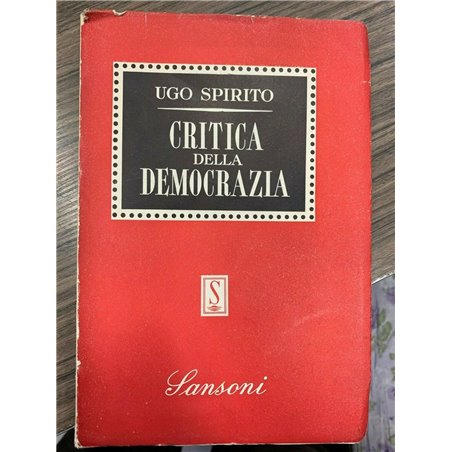 UGO SPIRITO
CRITICA
DELLA
DEMOCRAZIA
S
Sansoni